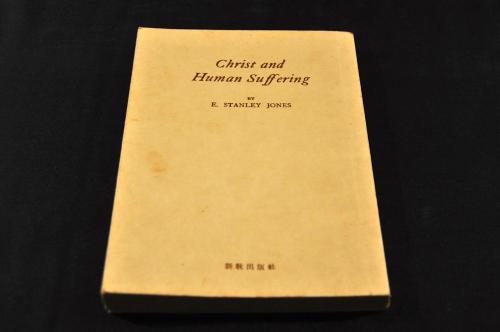 Christ and
Human Suffering
BY
E. STANLEY JONES
新教出版社